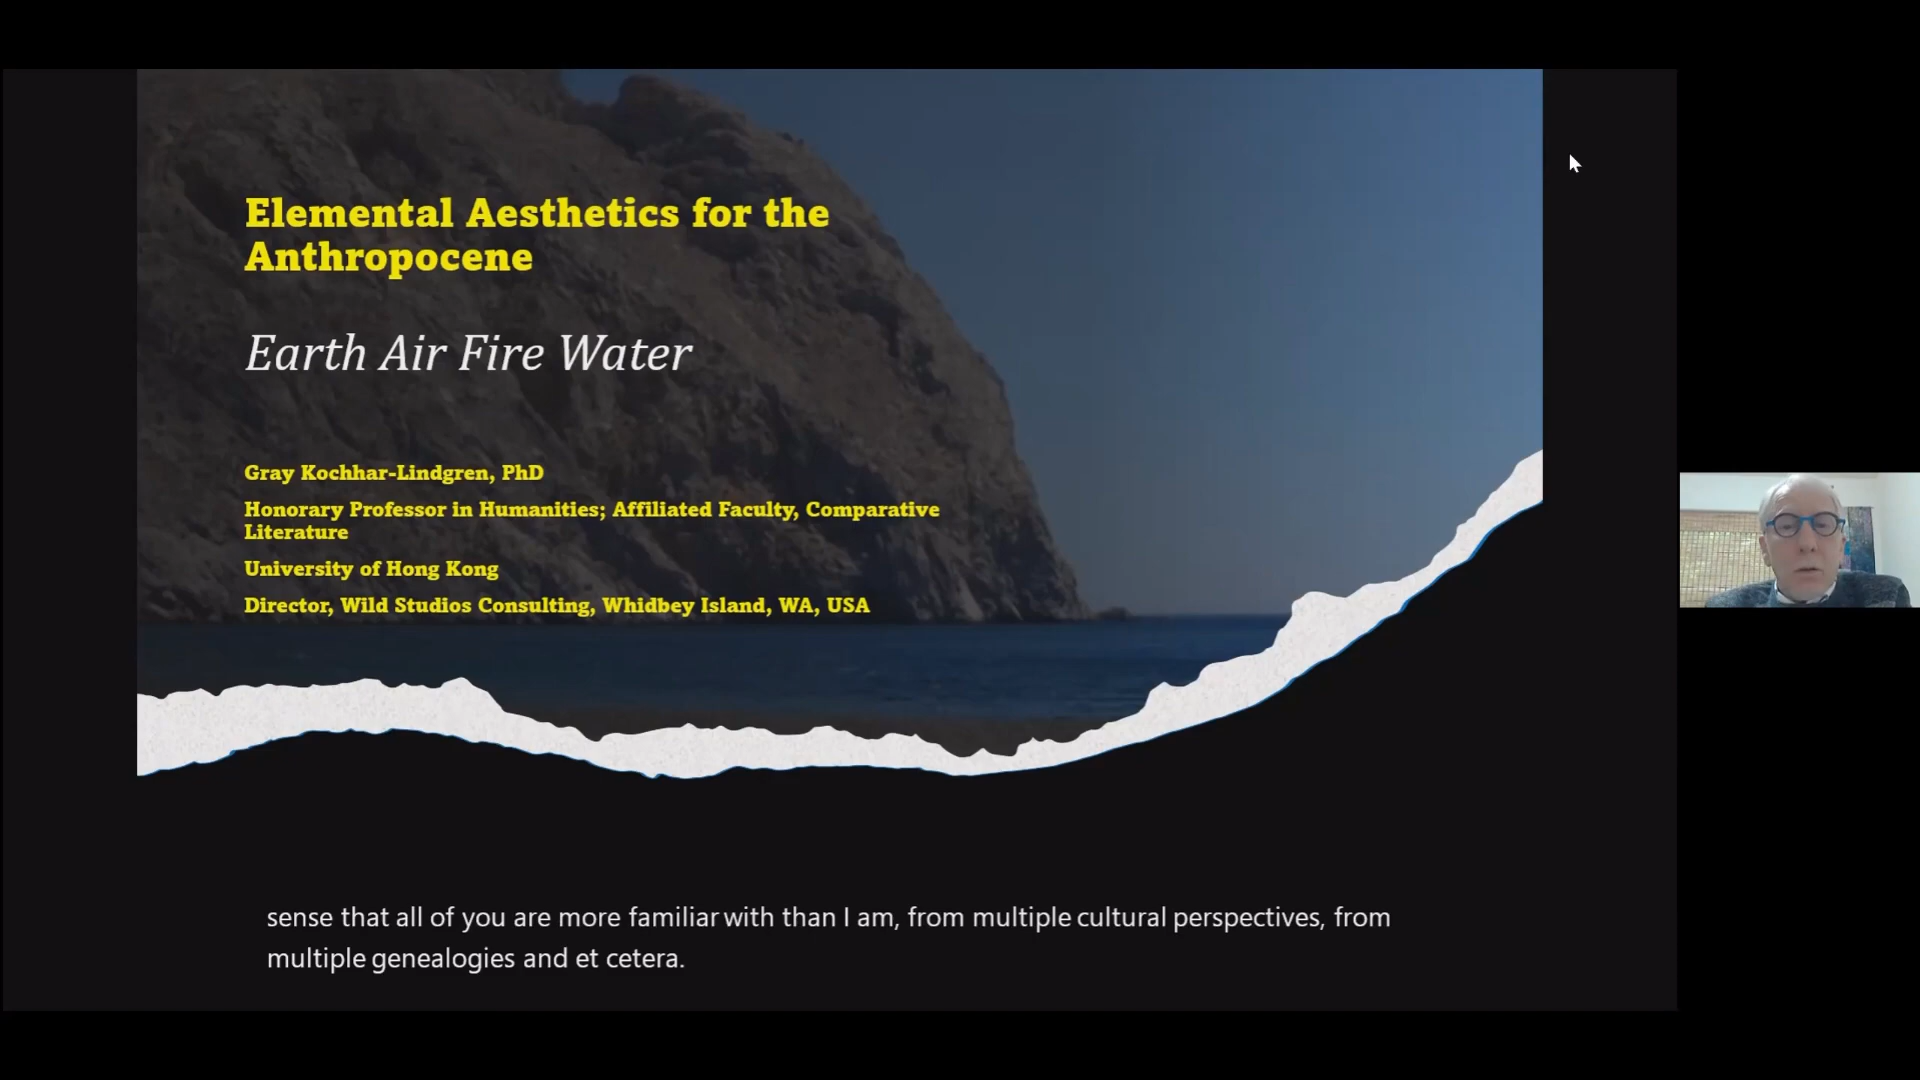 Elemental Aesthetics for the
Anthropocene
Earth Air Fire Water
Gray Kochhar-Lindgren, PhD
Honorary Professor in Humanities; Affiliated Faculty, Comparative
Literature
University of Hong Kong
Director, Wild Studios Consulting, Whidbey Island, WA, USA
sense that all of you are more familiar with than I am, from multiple cultural perspectives, from
multiple genealogies and et cetera.